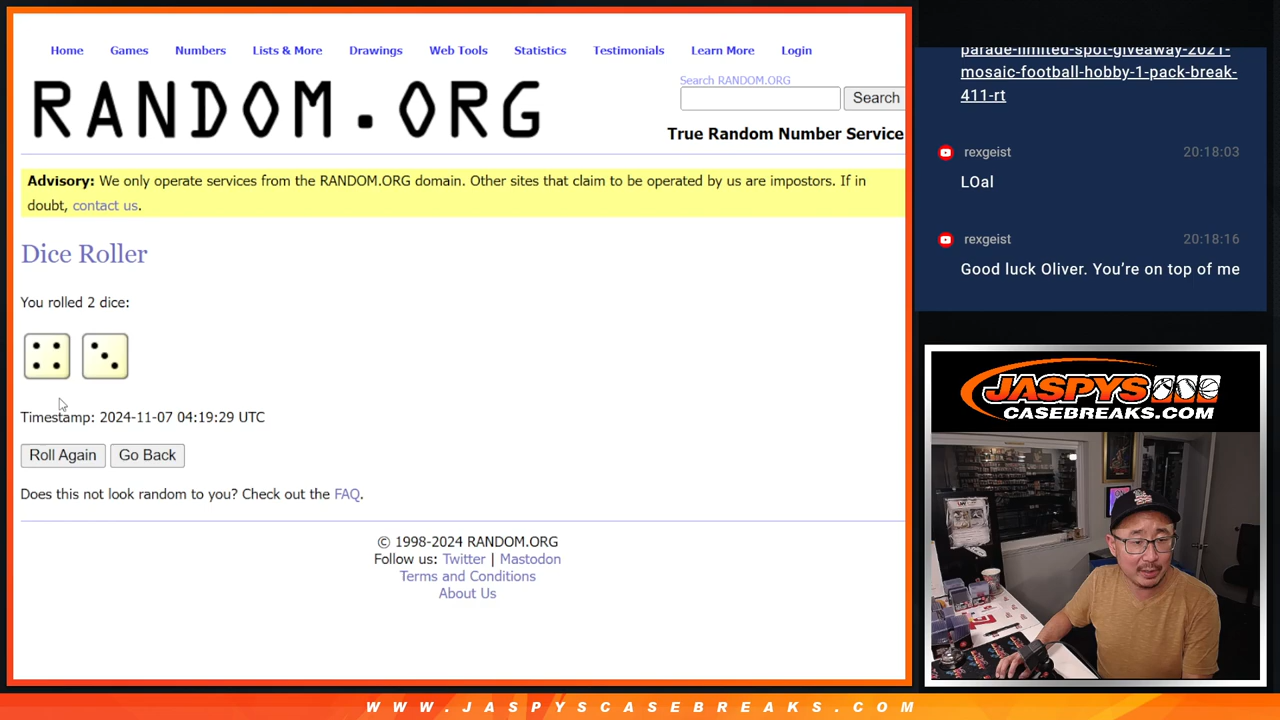 Home Games Numbers Lists & More Drawings Web Tools Statistics Testimonials Learn More Login
RANDOM.ORG
Search RANDOM.ORG
Search
True Random Number Service
Advisory: We only operate services from the RANDOM.ORG domain. Other sites that claim to be operated by us are impostors. If in
doubt, contact us.
Dice Roller
You rolled 2 dice:
Timestamp: 2024-11-07 04:19:29 UTC
Roll Again Go Back
Does this not look random to you? Check out the FAQ.
© 1998-2024 RANDOM.ORG
Follow us: Twitter | Mastodon
Terms and Conditions
About Us
parade-limited-spot-giveaway-2021-
mosaic-football-hobby-1-pack-break-
411-rt
rexgeist 20:18:03
LOal
rexgeist 20:18:16
Good luck Oliver. You're on top of me
JASPYS
CASEBREAKS.COM
WWW.JASPYSCASEBREAKS.COM